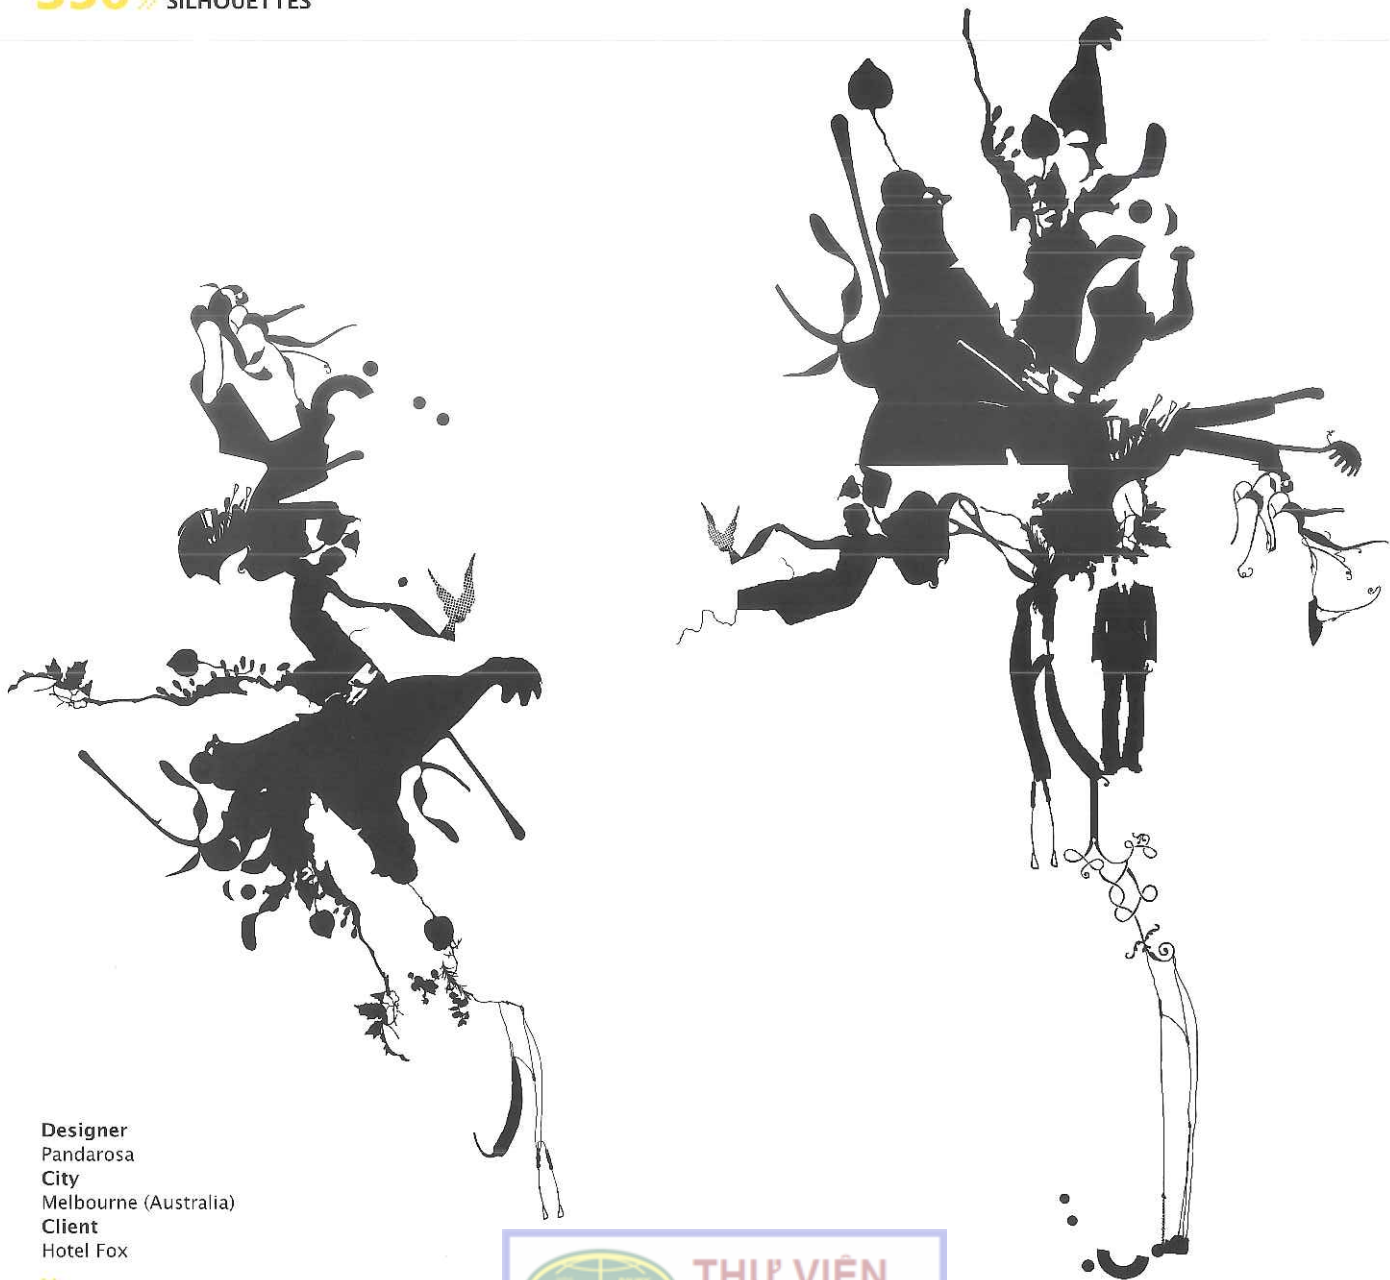 SILHOUETTES
Designer
Pandarosa
City
Melbourne (Australia)
Client
Hotel Fox
THƯ VIỆN